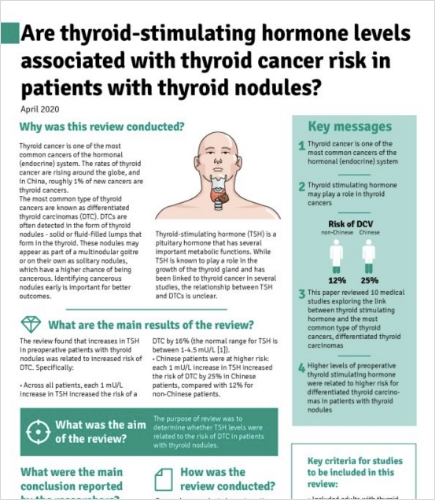 Are thyroid-stimulating hormone levels
associated with thyroid cancer risk in
patients with thyroid nodules?
April 2020
Why was this review conducted?
Thyroid cancer is one of the most
common cancers of the hormonal
(endocrine) system. The rates of thyroid
cancer are rising around the globe, and
in China, roughly 1% of new cancers are
thyroid cancers.
The most common type of thyroid
cancers are known as differentiated
thyroid carcinomas (DTC). DTCs are
often detected in the form of thyroid
nodules - solid or fluid-filled lumps that
form in the thyroid. These nodules may
appear as part of a multinodular goitre
or on their own as solitary nodules,
which have a higher chance of being
cancerous. Identifying cancerous
nodules early is important for better
outcomes.
Thyroid-stimulating hormone (TSH) is a
pituitary hormone that has several
important metabolic functions. While
TSH is known to play a role in the
growth of the thyroid gland and has
been linked to thyroid cancer in several
studies, the relationship between TSH
and DTCs is unclear.
What are the main results of the review?
The review found that increases in TSH
in preoperative patients with thyroid
nodules was related to increased risk of
DTC. Specifically:
• Across all patients, each 1 mU/L
increase in TSH increased the risk of a
DTC by 16% (the normal range for TSH is
between 1-4.5 mU/L [1]).
• Chinese patients were at higher risk:
each 1 mU/L increase in TSH increased
the risk of DTC by 25% in Chinese
patients, compared with 12% for
non-Chinese patients.
What was the aim
of the review?
The purpose of review was to
determine whether TSH levels were
related to the risk of DTC in patients
with thyroid nodules.
What were the main
conclusion reported
by the researchers?
How was the
review conducted?
Key messages
1 Thyroid cancer is one of the
most common cancers of the
hormonal (endocrine) system
2 Thyroid stimulating hormone
may play a role in thyroid
cancers
Risk of DCV
non-Chinese Chinese
12% 25%
3 This paper reviewed 10 medical
studies exploring the link
between thyroid stimulating
hormone and the most
common type of thyroid
cancers, differentiated thyroid
carcinomas
4 Higher levels of preoperative
thyroid stimulating hormone
were related to higher risk for
differentiated thyroid carcino-
mas in patients with thyroid
nodules
Key criteria for studies
to be included in this
review: